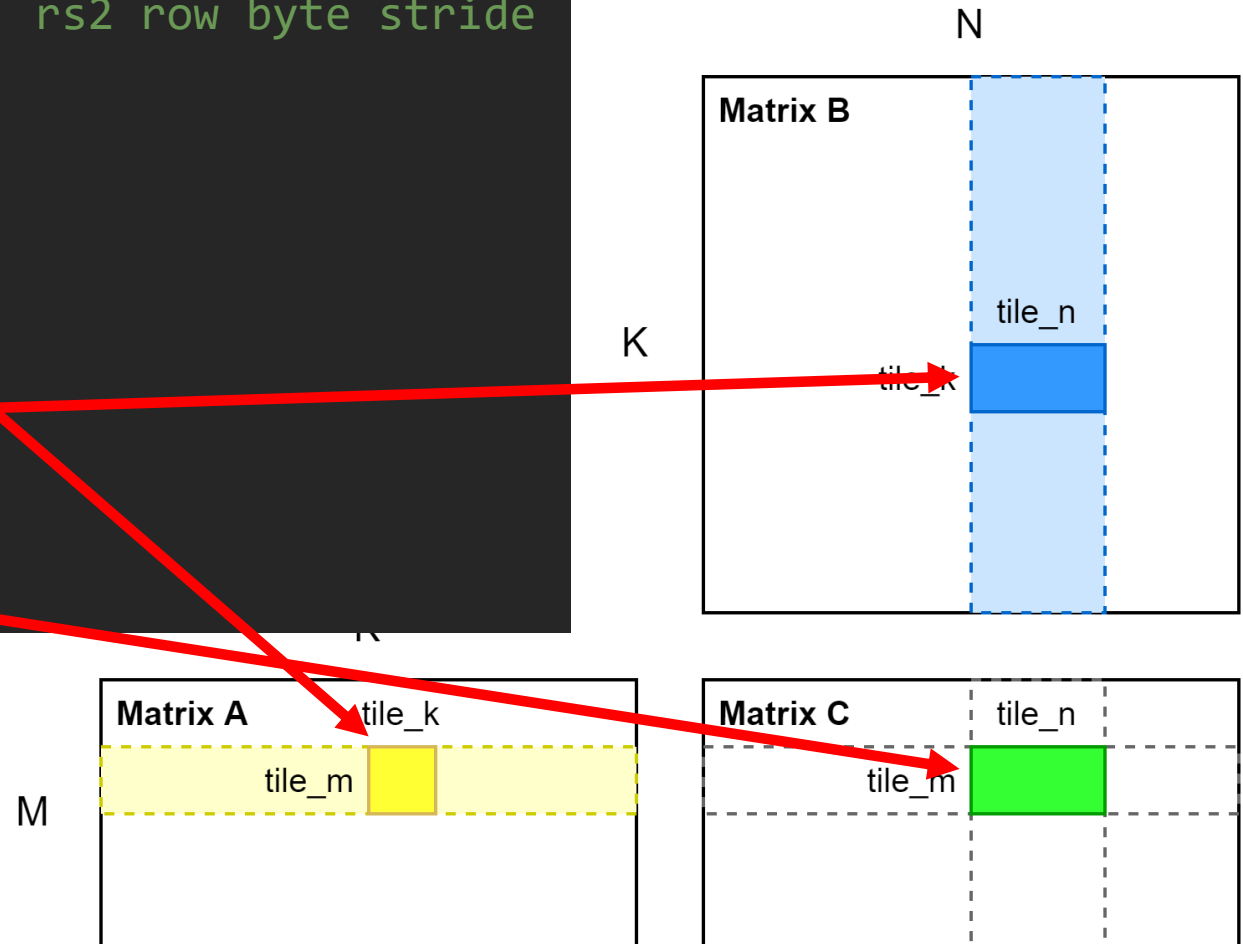 rs2 row byte stride
N
Matrix B
tile_n
K
tile_k
K
Matrix A
tile_k
tile_m
M
Matrix C
tile_n
tile_m